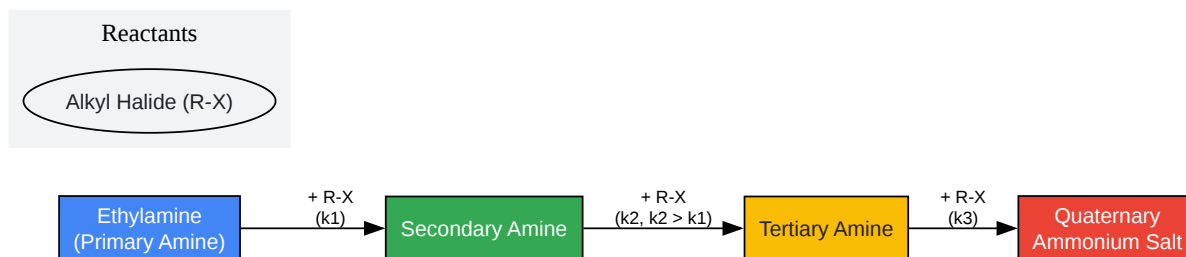 Reactants
Alkyl Halide (R-X)
Ethylamine
(Primary Amine)
+ R-X
(k1)
Secondary Amine
+ R-X
(k2, k2 > k1)
Tertiary Amine
+ R-X
(k3)
Quaternary
Ammonium Salt